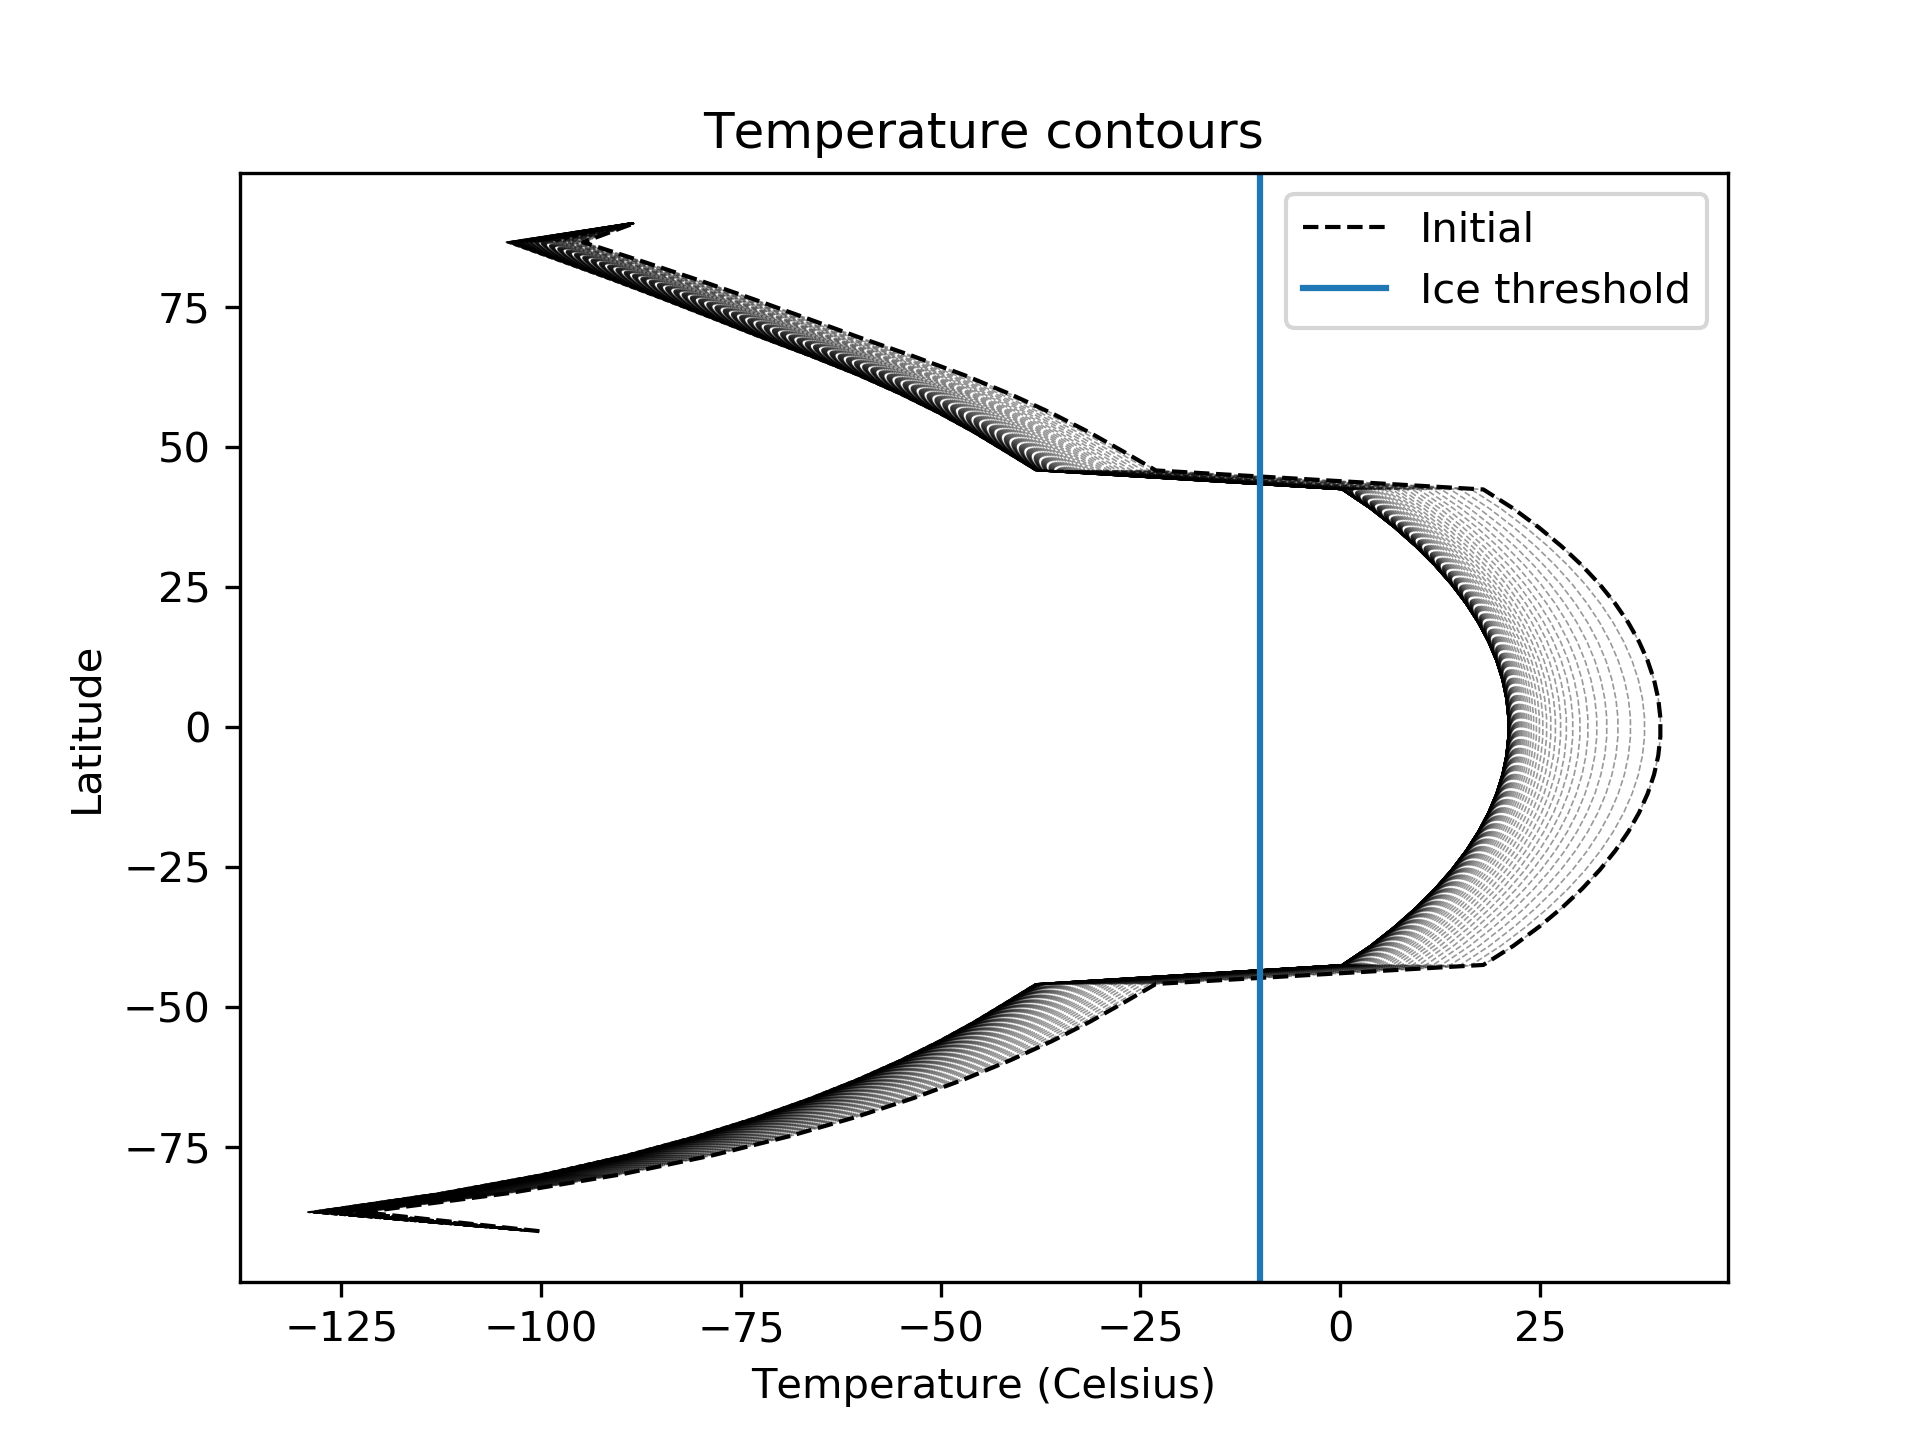 Temperature contours
Initial
Ice threshold
75
50
25
0
−25
−50
−75
Latitude
−125 −100 −75 −50 −25 0 25
Temperature (Celsius)